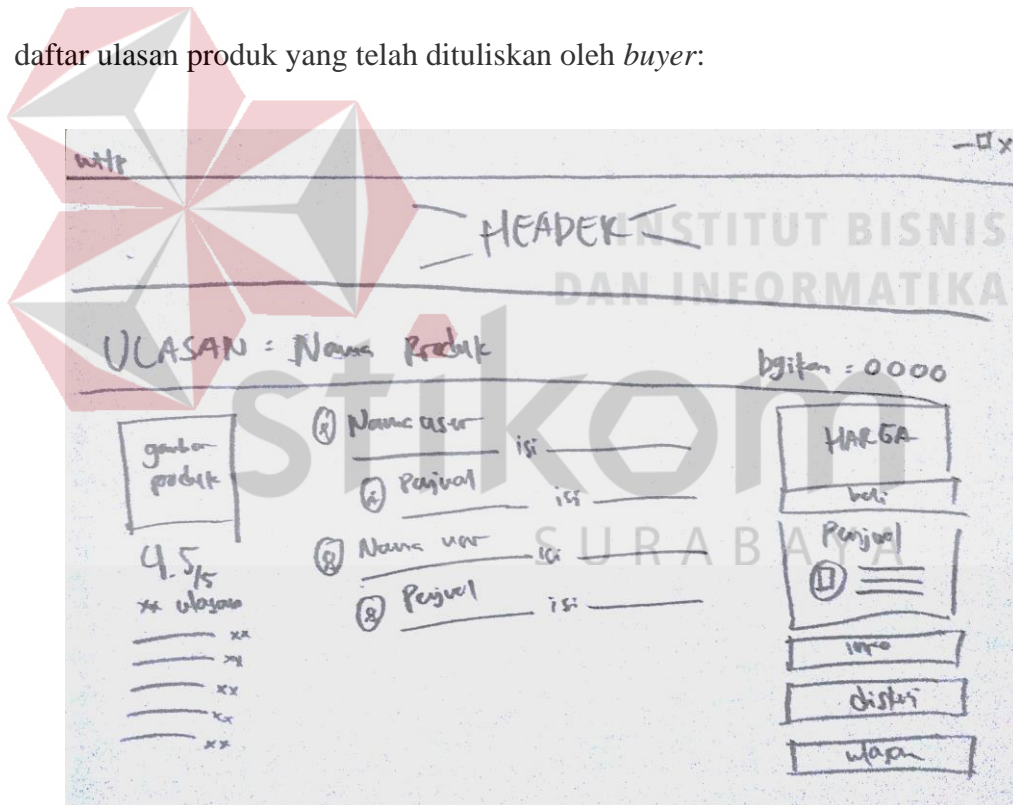 daftar ulasan produk yang telah dituliskan oleh buyer:
http
HEADER
INSTITUT BISNIS
DAN INFORMATIKA
stikom
SURABAYA
ULASAN = Nama Produk
bgikan = 0000
gambar
produk
4.5/5
xx ulasan
xx
xx
xx
xx
xx
Nama user
isi
Penjual
isi
Nama user
isi
Penjual
isi
HARGA
beli
Penjual
info
diskusi
ulasan